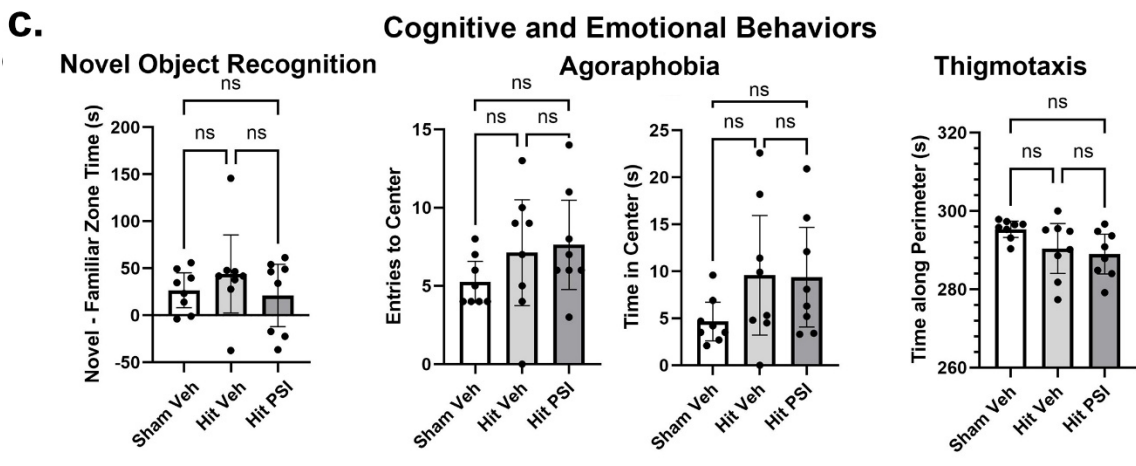 c.
Cognitive and Emotional Behaviors
Novel Object Recognition
Agoraphobia
Thigmotaxis
ns
ns
ns
Novel - Familiar Zone Time (s)
200
150
100
50
0
-50
Sham Veh
Hit Veh
Hit PSI
ns
ns
ns
Entries to Center
15
10
5
0
Sham Veh
Hit Veh
Hit PSI
ns
ns
ns
Time in Center (s)
25
20
15
10
5
0
Sham Veh
Hit Veh
Hit PSI
ns
ns
ns
Time along Perimeter (s)
320
300
280
260
Sham Veh
Hit Veh
Hit PSI